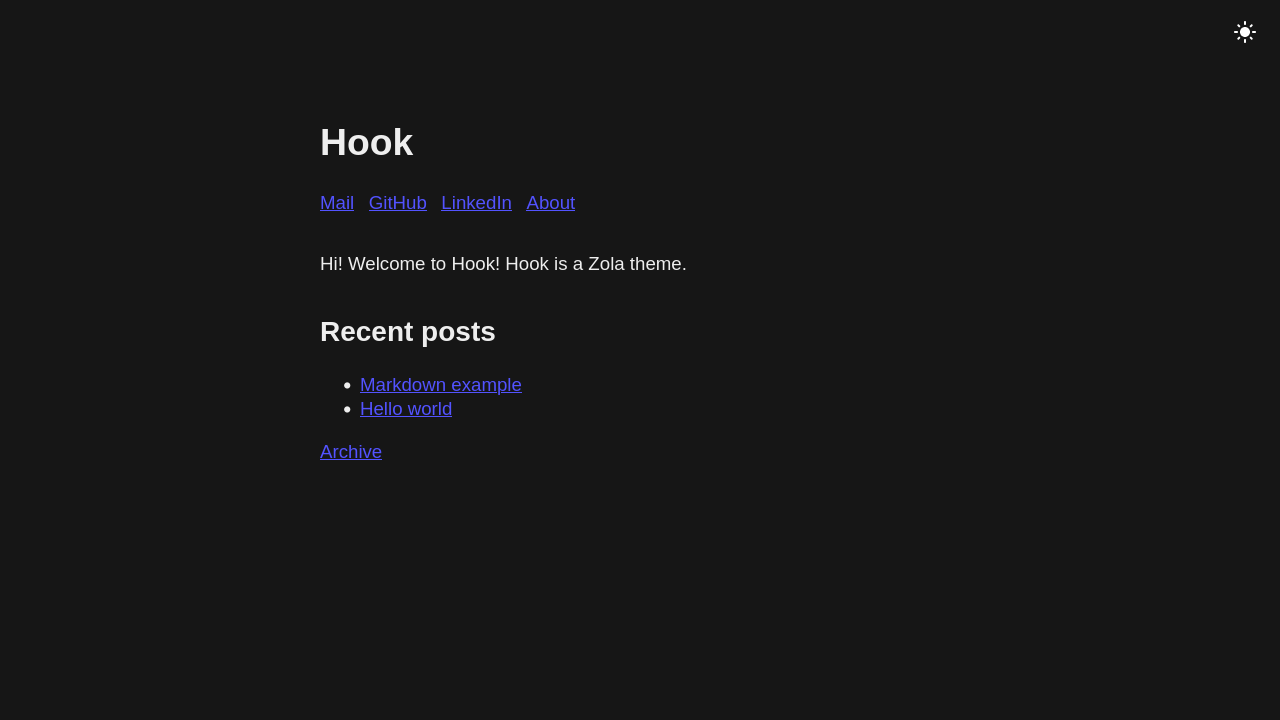 Hook
Mail GitHub LinkedIn About
Hi! Welcome to Hook! Hook is a Zola theme.
Recent posts
Markdown example
Hello world
Archive